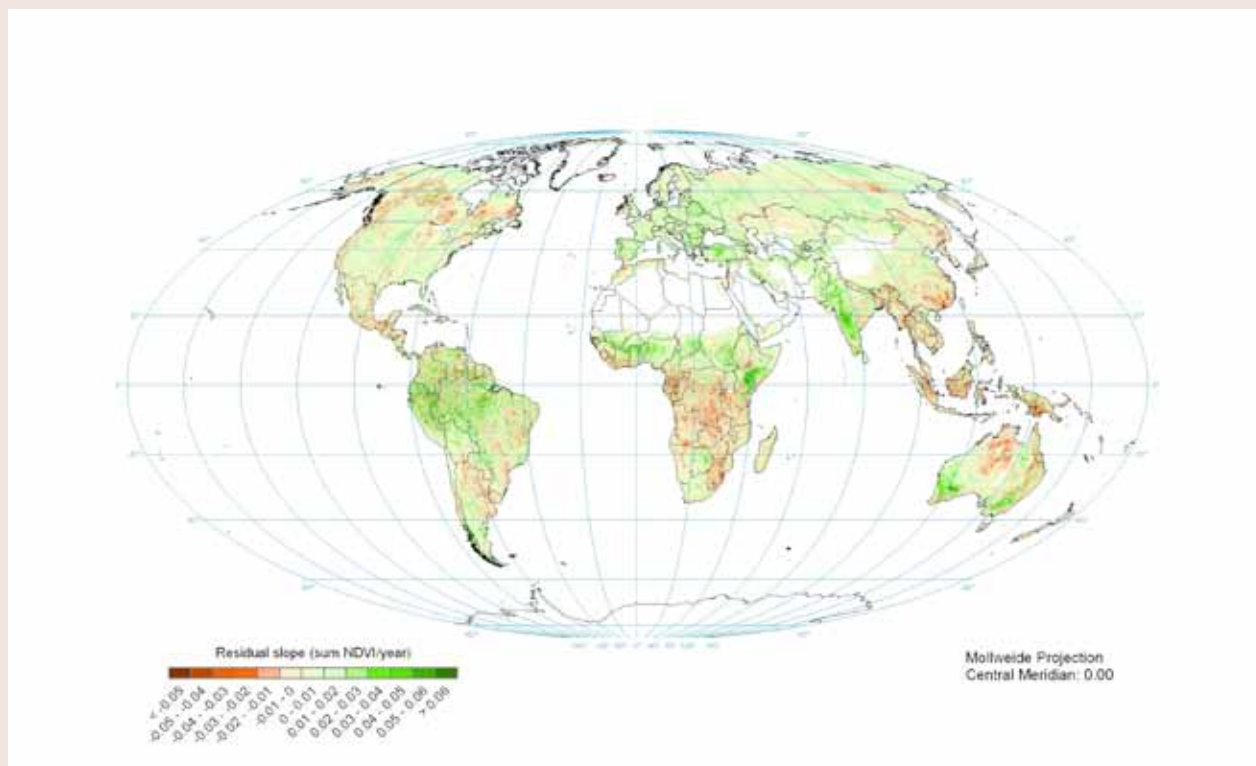 Residual slope (sum NDVI/year)
< -0.05
-0.05 - -0.04
-0.04 - -0.03
-0.03 - -0.02
-0.02 - -0.01
-0.01 - 0
0 - 0.01
0.01 - 0.02
0.02 - 0.03
0.03 - 0.04
0.04 - 0.05
0.05 - 0.06
> 0.06
Mollweide Projection
Central Meridian: 0.00